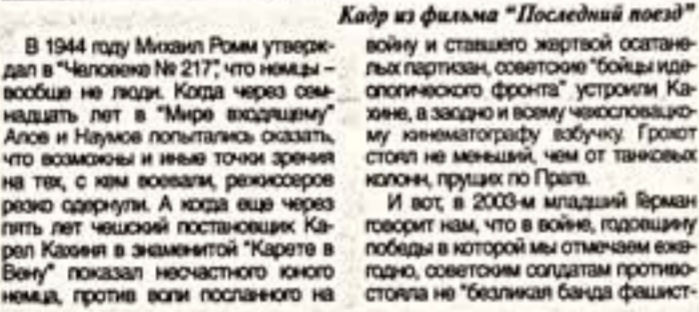 Кадр из фильма "Последний поезд"
В 1944 году Михаил Ромм утверж-
дал в "Человеке № 217", что немцы –
вообще не люди. Когда через сем-
надцать лет в "Мире входящему"
Алов и Наумов попытались сказать,
что возможны и иные точки зрения
на тех, с кем воевали, режиссеров
резко одернули. А когда еще через
пять лет чешский постановщик Ка-
рел Кахиня в знаменитой "Карете в
Вену" показал несчастного юного
немца, против воли посланного на
войну и ставшего жертвой осатане-
лых партизан, советские "бойцы иде-
ологического фронта" устроили Ка-
хине, а заодно и всему чехословацко-
му кинематографу взбучку. Грохот
стоял не меньший, чем от танковых
колонн, прущих по Праге.
И вот, в 2003-м младший Герман
говорит нам, что в войне, годовщину
победы в которой мы отмечаем еже-
годно, советским солдатам противо-
стояла не "безликая банда фашист-